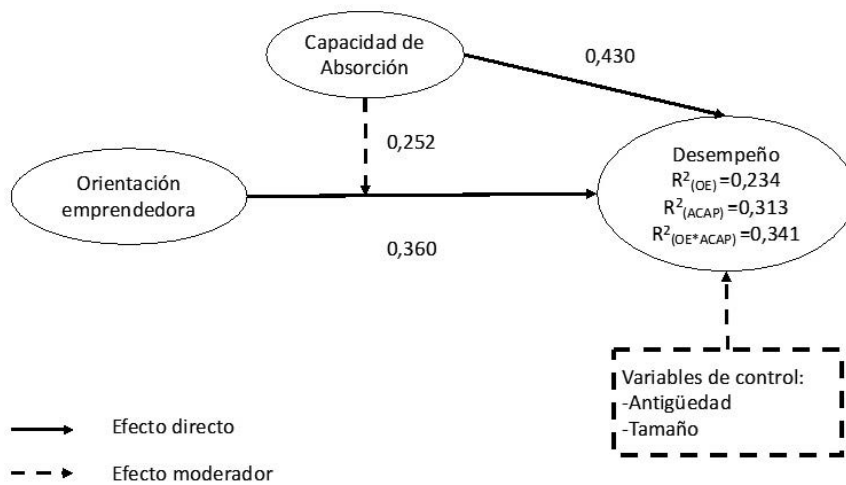 Capacidad de
Absorción
0,430
0,252
Desempeño
R²(OE) =0,234
R²(ACAP) =0,313
R²(OE*ACAP) =0,341
Orientación
emprendedora
0,360
Variables de control:
-Antigüedad
-Tamaño
Efecto directo
Efecto moderador